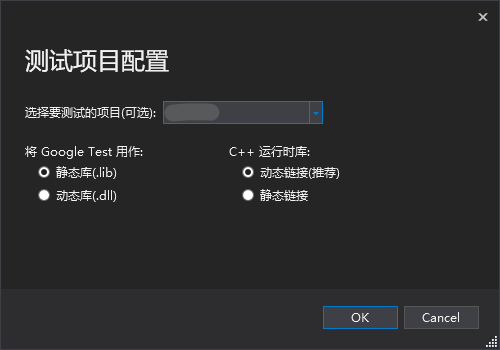 测试项目配置
选择要测试的项目(可选):
将 Google Test 用作:
静态库(.lib)
动态库(.dll)
C++ 运行时库:
动态链接(推荐)
静态链接
OK
Cancel